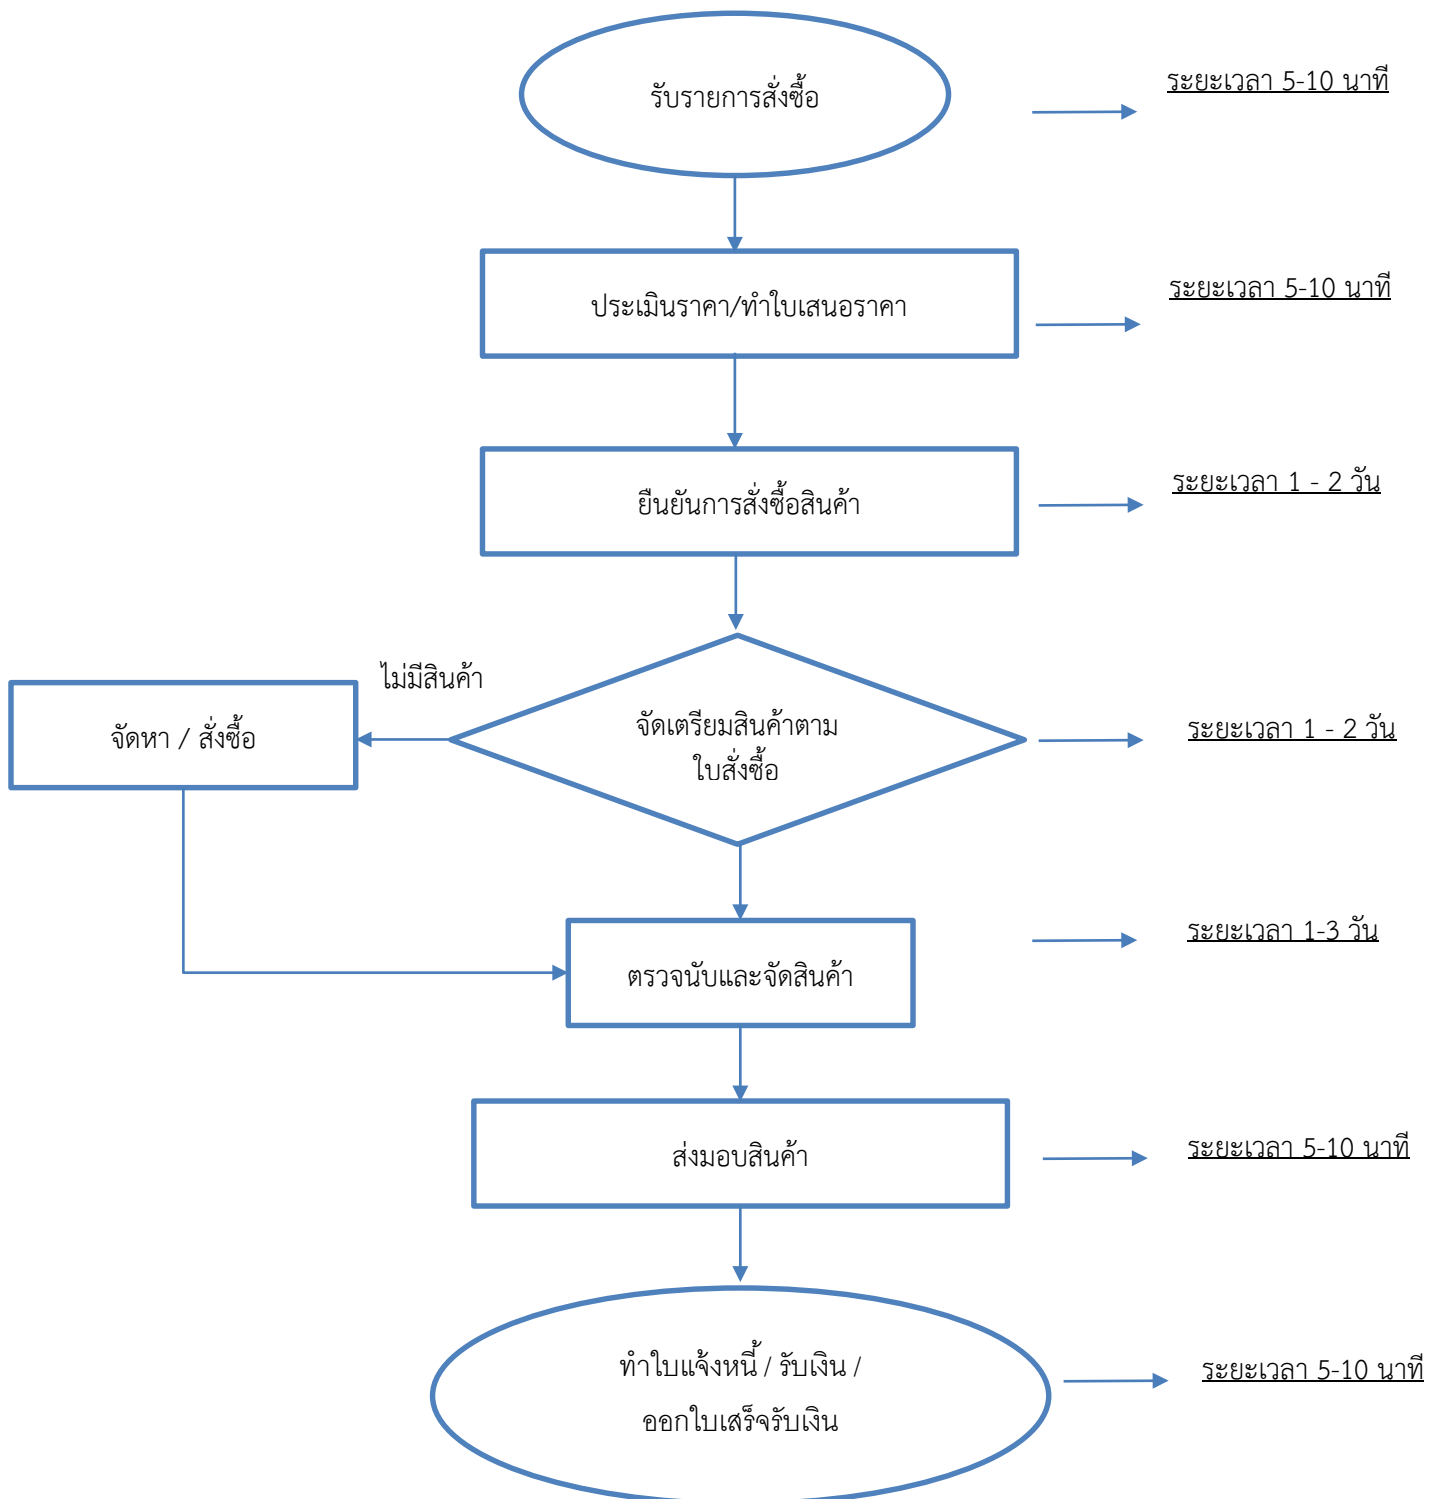 รับรายการสั่งซื้อ
ระยะเวลา 5-10 นาที
ประเมินราคา/ทำใบเสนอราคา
ระยะเวลา 5-10 นาที
ยืนยันการสั่งซื้อสินค้า
ระยะเวลา 1 - 2 วัน
ไม่มีสินค้า
จัดหา / สั่งซื้อ
จัดเตรียมสินค้าตาม
ใบสั่งซื้อ
ระยะเวลา 1 - 2 วัน
ตรวจนับและจัดสินค้า
ระยะเวลา 1-3 วัน
ส่งมอบสินค้า
ระยะเวลา 5-10 นาที
ทำใบแจ้งหนี้ / รับเงิน /
ออกใบเสร็จรับเงิน
ระยะเวลา 5-10 นาที